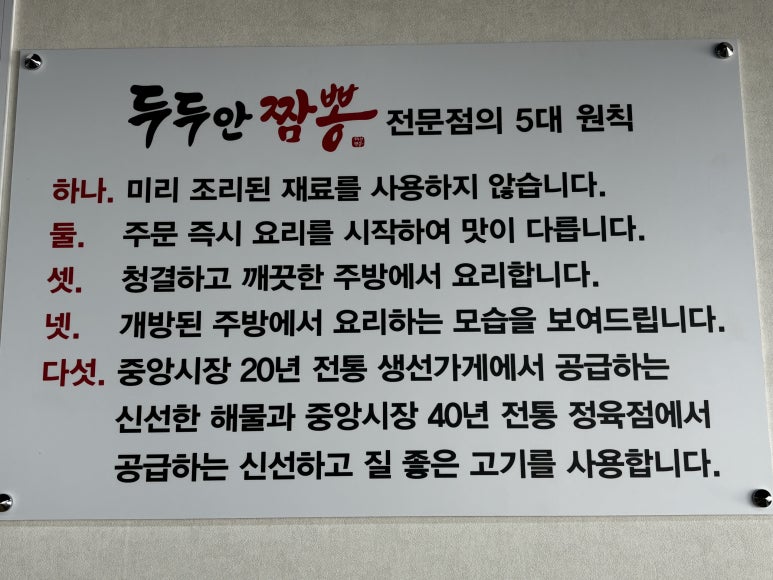 두두안 짬뽕 전문점의 5대 원칙
하나. 미리 조리된 재료를 사용하지 않습니다.
둘. 주문 즉시 요리를 시작하여 맛이 다릅니다.
셋. 청결하고 깨끗한 주방에서 요리합니다.
넷. 개방된 주방에서 요리하는 모습을 보여드립니다.
다섯. 중앙시장 20년 전통 생선가게에서 공급하는
신선한 해물과 중앙시장 40년 전통 정육점에서
공급하는 신선하고 질 좋은 고기를 사용합니다.